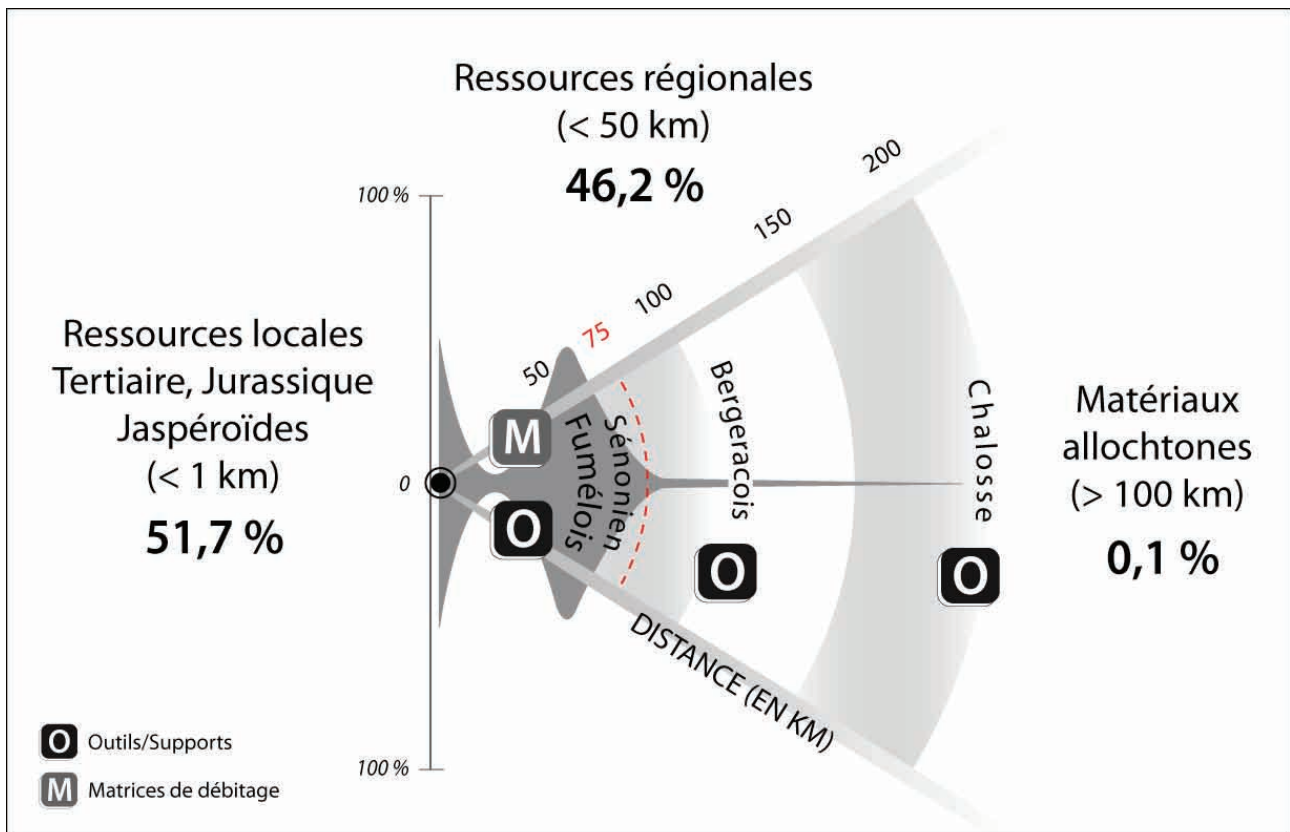 Ressources régionales
(< 50 km)
46,2 %
100 %
200
150
100
75
50
Ressources locales
Tertiaire, Jurassique
Jaspéroïdes
(< 1 km)
51,7 %
0
M
O
Fumélois
Sénonien
Bergeracois
O
Chalosse
O
Matériaux
allochtones
(> 100 km)
0,1 %
DISTANCE (EN KM)
100 %
O Outils/Supports
M Matrices de débitage